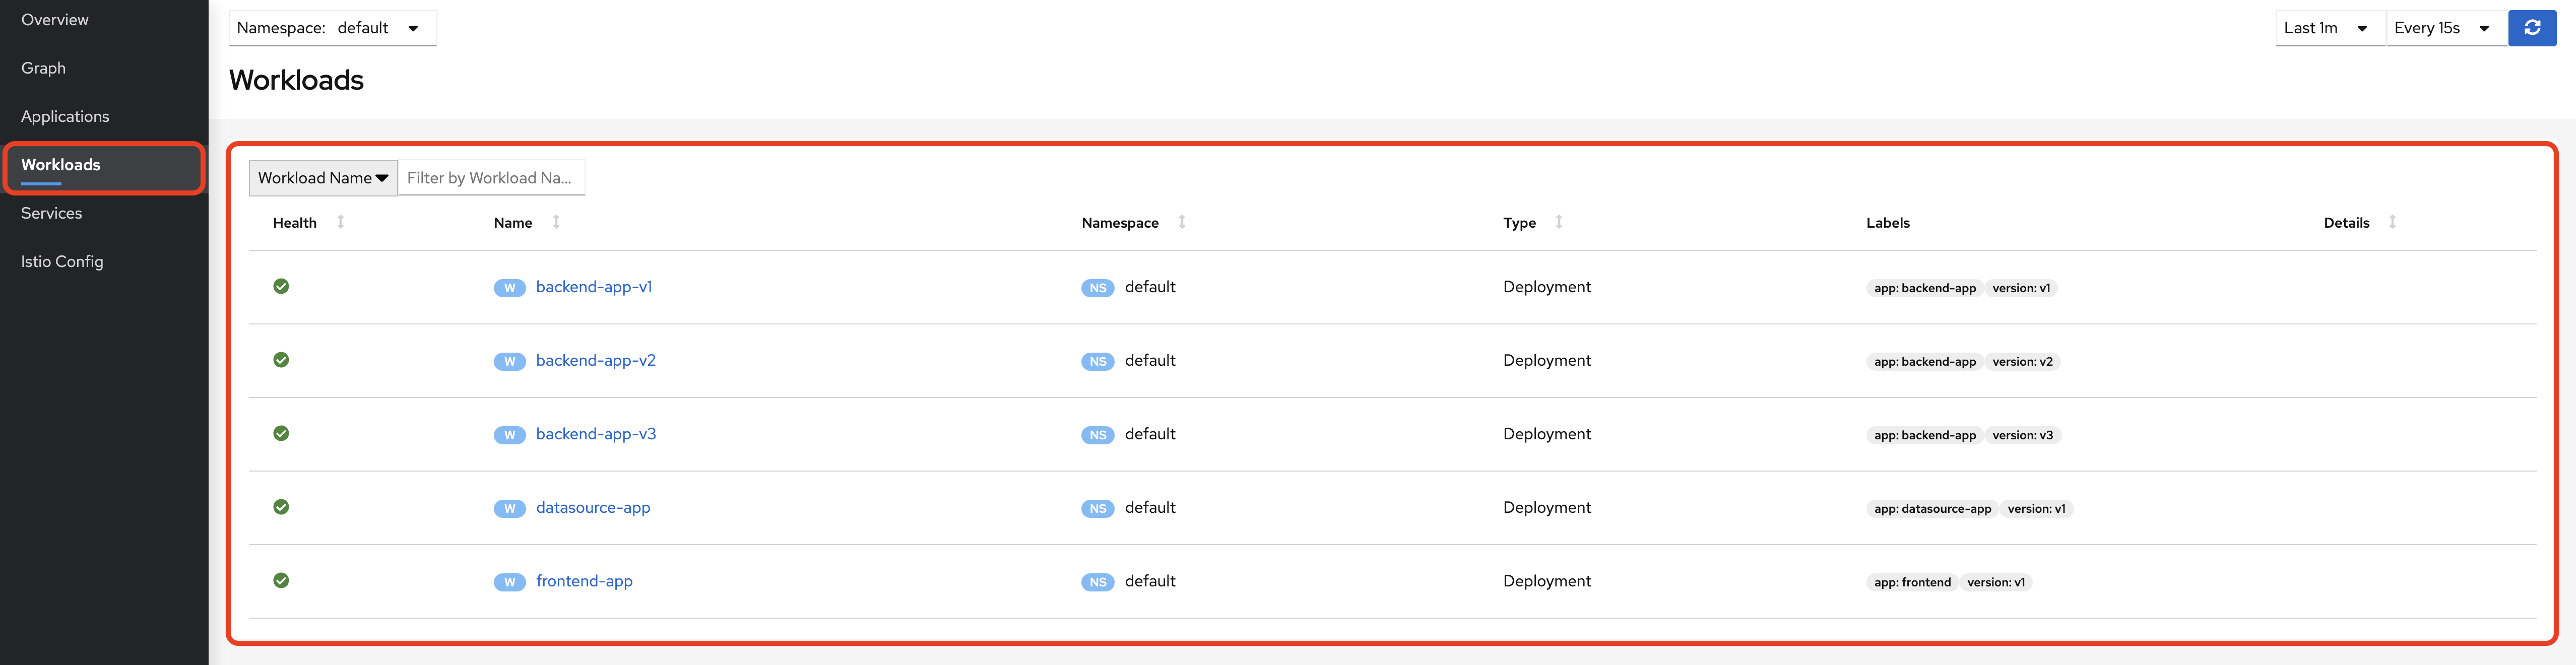 Overview
Graph
Applications
Workloads
Services
Istio Config
Namespace: default
Last 1m Every 15s
Workloads
Workload Name Filter by Workload Na...
Health Name Namespace Type Labels Details
W backend-app-v1 NS default Deployment app: backend-app version: v1
W backend-app-v2 NS default Deployment app: backend-app version: v2
W backend-app-v3 NS default Deployment app: backend-app version: v3
W datasource-app NS default Deployment app: datasource-app version: v1
W frontend-app NS default Deployment app: frontend version: v1